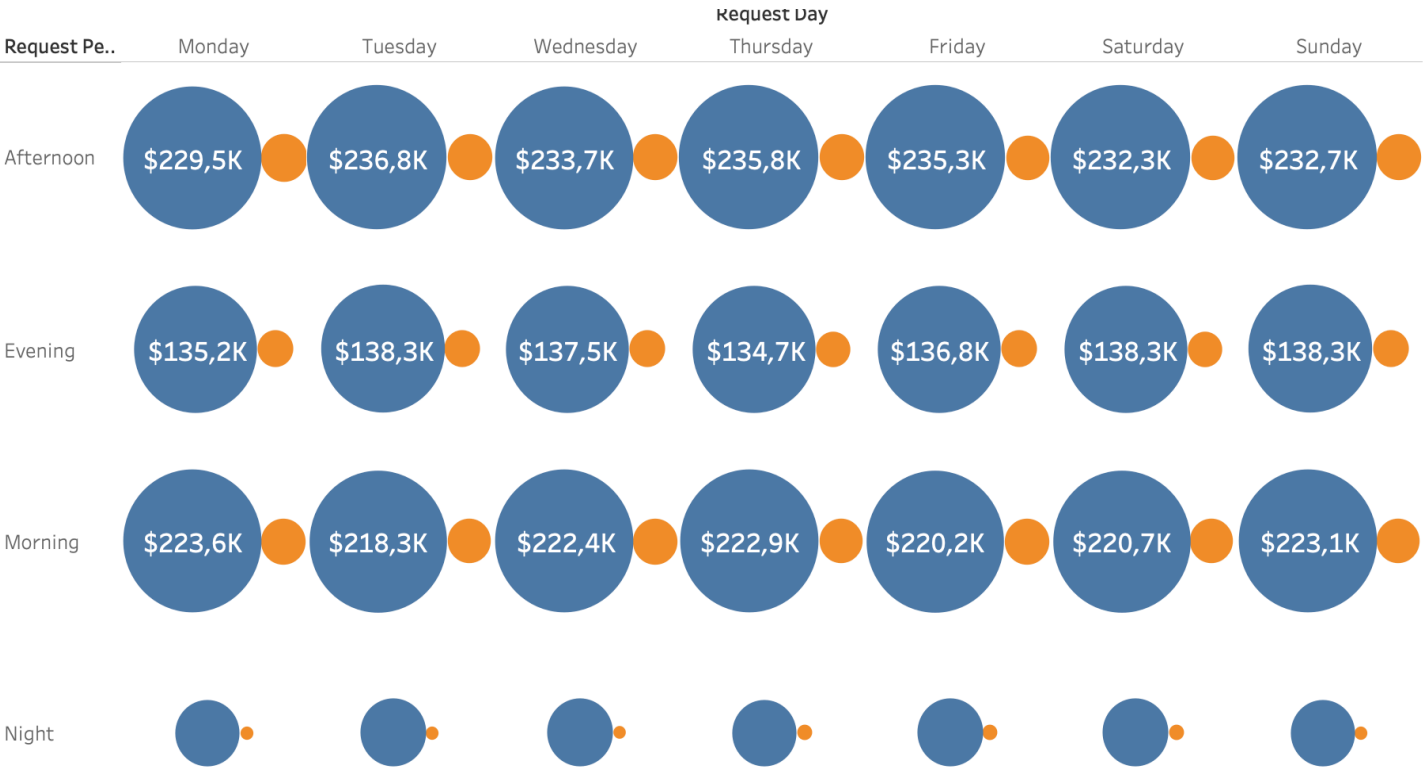 Request Day
Request Pe.. Monday Tuesday Wednesday Thursday Friday Saturday Sunday
Afternoon $229,5K $236,8K $233,7K $235,8K $235,3K $232,3K $232,7K
Evening $135,2K $138,3K $137,5K $134,7K $136,8K $138,3K $138,3K
Morning $223,6K $218,3K $222,4K $222,9K $220,2K $220,7K $223,1K
Night